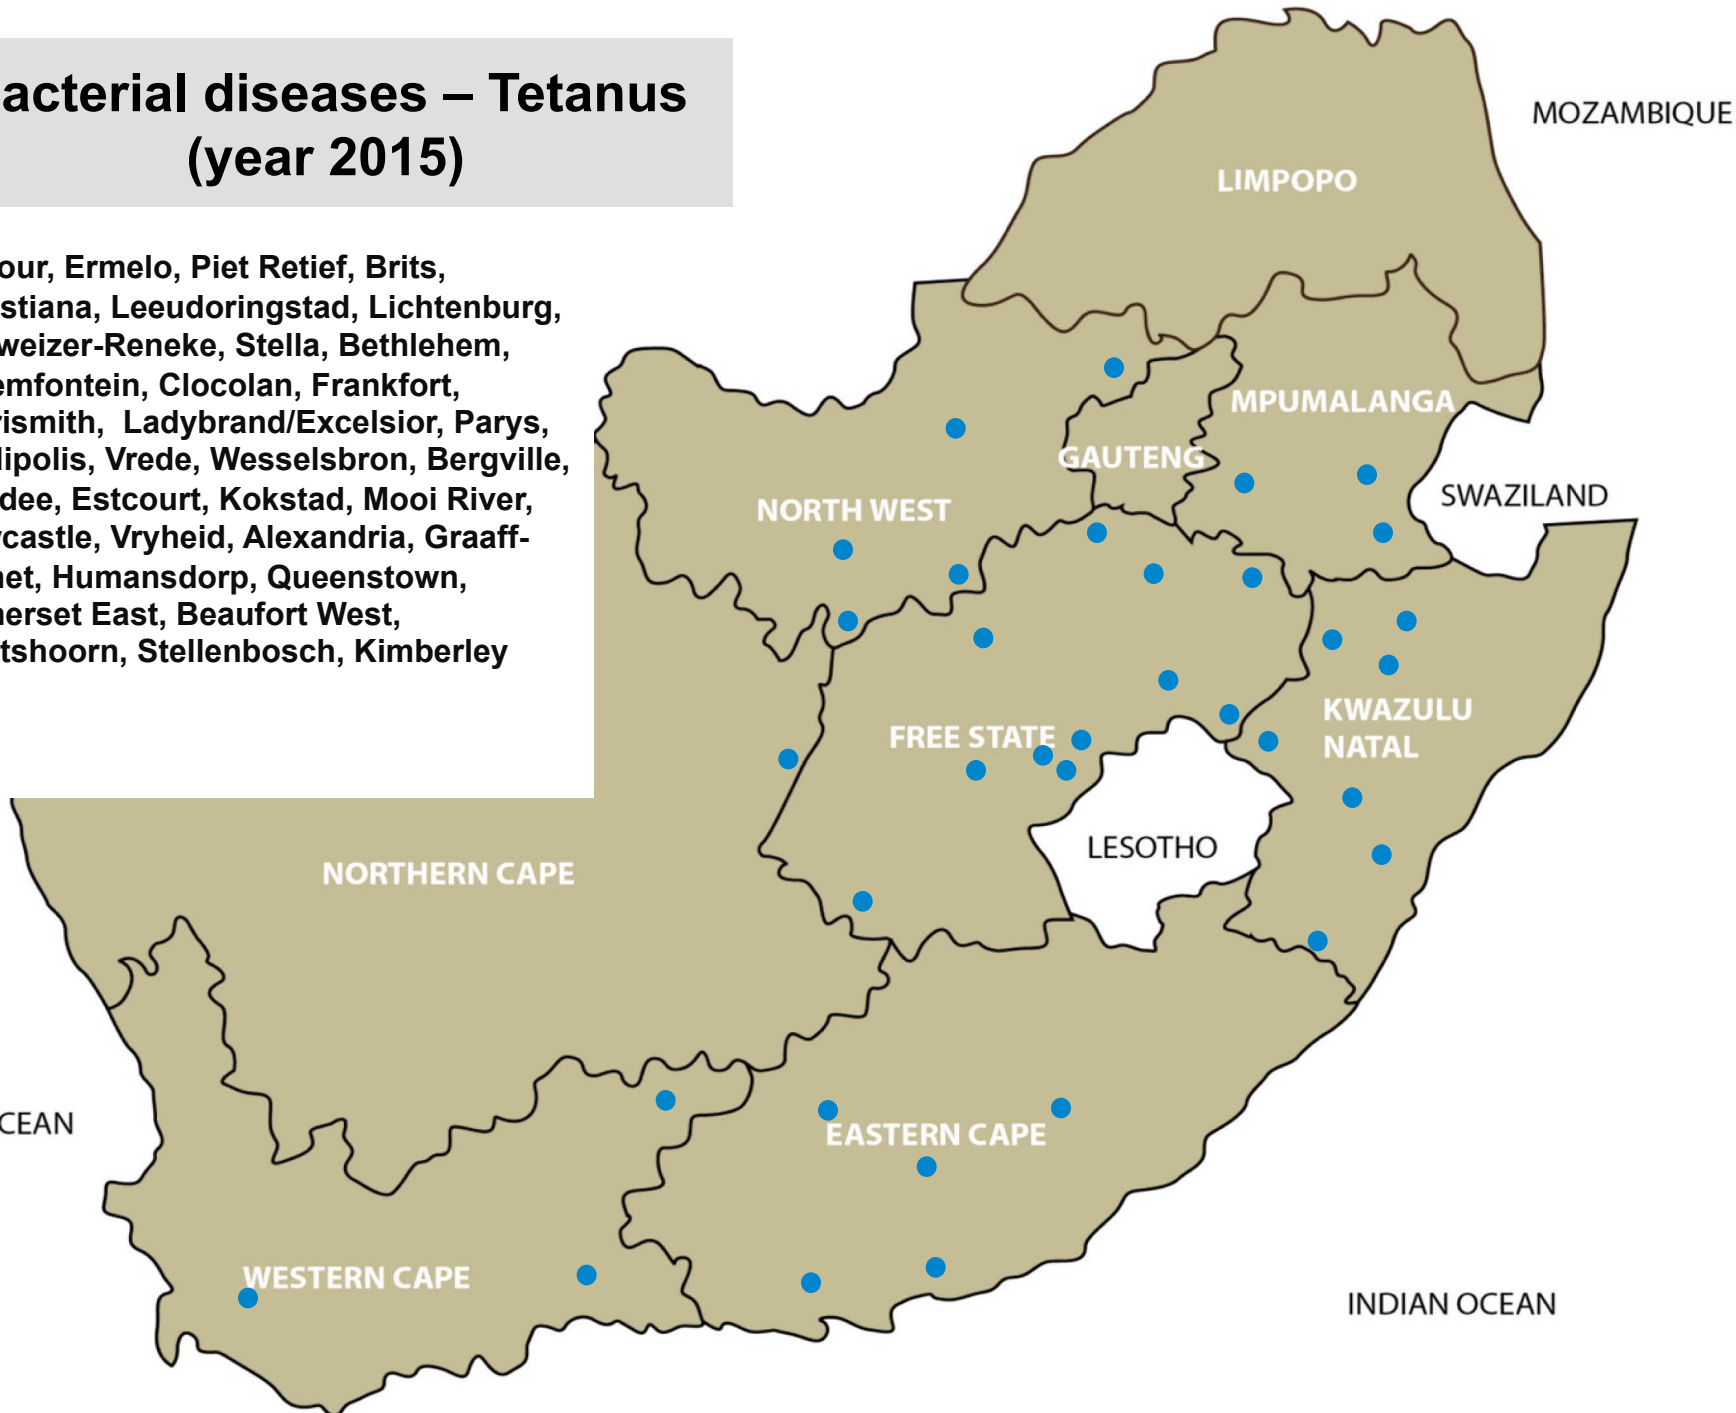 acterial diseases – Tetanus
(year 2015)
our, Ermelo, Piet Retief, Brits,
stiana, Leeudoringstad, Lichtenburg,
weizer-Reneke, Stella, Bethlehem,
emfontein, Clocolan, Frankfort,
rismith, Ladybrand/Excelsior, Parys,
lipolis, Vrede, Wesselsbron, Bergville,
dee, Estcourt, Kokstad, Mooi River,
castle, Vryheid, Alexandria, Graaff-
net, Humansdorp, Queenstown,
merset East, Beaufort West,
tshoorn, Stellenbosch, Kimberley
MOZAMBIQUE
LIMPOPO
MPUMALANGA
GAUTENG
SWAZILAND
NORTH WEST
KWAZULU
NATAL
FREE STATE
LESOTHO
NORTHERN CAPE
CEAN
EASTERN CAPE
WESTERN CAPE
INDIAN OCEAN